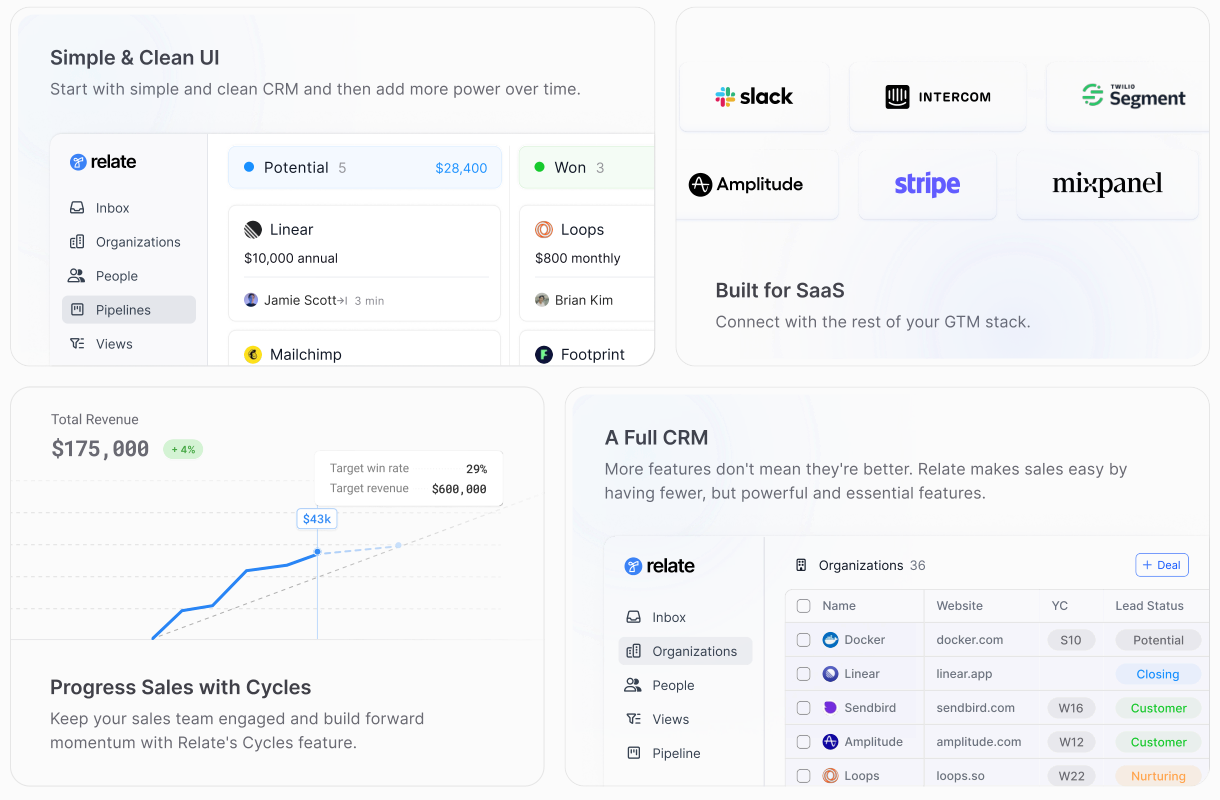 Simple & Clean UI
Start with simple and clean CRM and then add more power over time.
relate
Inbox
Organizations
People
Pipelines
Views
Potential 5 $28,400
Linear
$10,000 annual
Jamie Scott 3 min
Mailchimp
Won 3
Loops
$800 monthly
Brian Kim
Footprint
slack
INTERCOM
TWILIO
Segment
Amplitude
stripe
mixpanel
Built for SaaS
Connect with the rest of your GTM stack.
Total Revenue
$175,000 + 4%
Target win rate 29%
Target revenue $600,000
$43k
Progress Sales with Cycles
Keep your sales team engaged and build forward
momentum with Relate's Cycles feature.
A Full CRM
More features don't mean they're better. Relate makes sales easy by
having fewer, but powerful and essential features.
relate
Inbox
Organizations
People
Views
Pipeline
Organizations 36 + Deal
Name Website YC Lead Status
Docker docker.com S10 Potential
Linear linear.app Closing
Sendbird sendbird.com W16 Customer
Amplitude amplitude.com W12 Customer
Loops loops.so W22 Nurturing